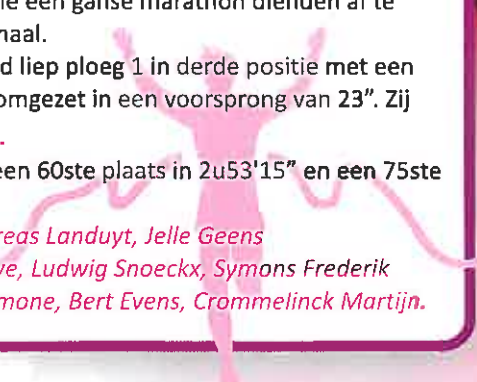 een ganse marathon dienden af te
naal.
d liep ploeg 1 in derde positie met een
omgezet in een voorsprong van 23". Zij
een 60ste plaats in 2u53'15" en een 75ste
reas Landuyt, Jelle Geens
ve, Ludwig Snoeckx, Symons Frederik
mone, Bert Evens, Crommelinck Martijn.